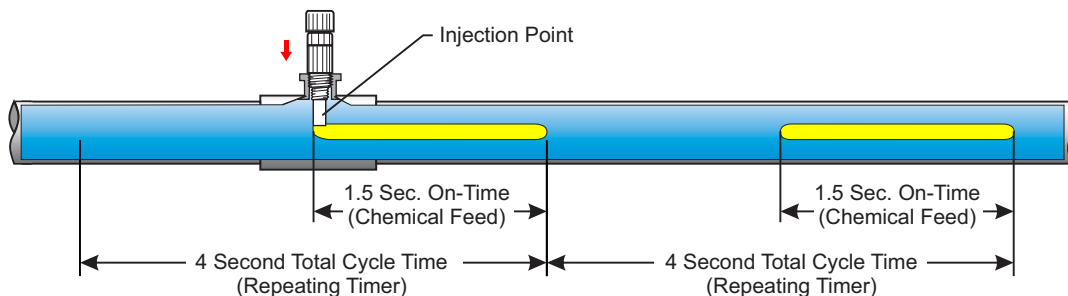 Injection Point
1.5 Sec. On-Time
(Chemical Feed)
1.5 Sec. On-Time
(Chemical Feed)
4 Second Total Cycle Time
(Repeating Timer)
4 Second Total Cycle Time
(Repeating Timer)